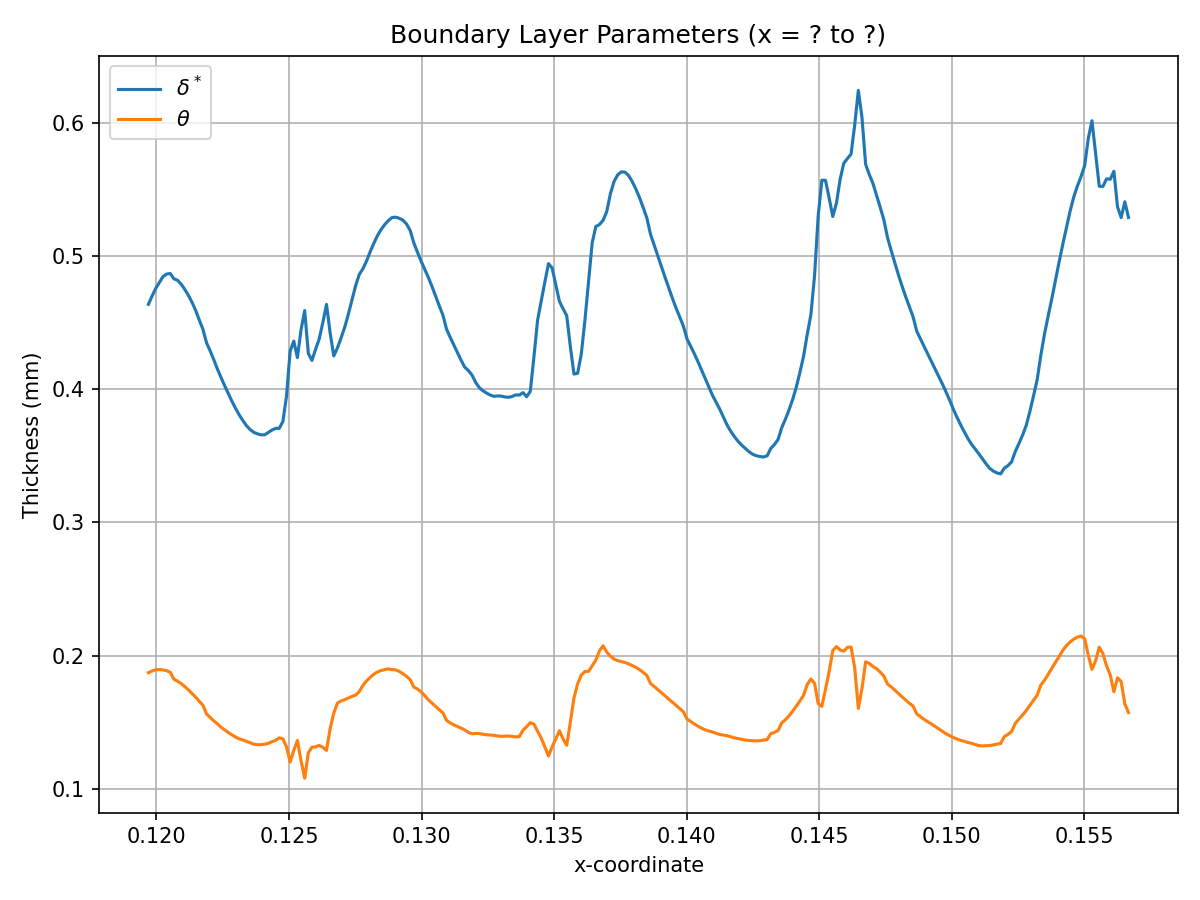 Boundary Layer Parameters (x = ? to ?)
δ*
θ
Thickness (mm)
0.6
0.5
0.4
0.3
0.2
0.1
0.120 0.125 0.130 0.135 0.140 0.145 0.150 0.155
x-coordinate